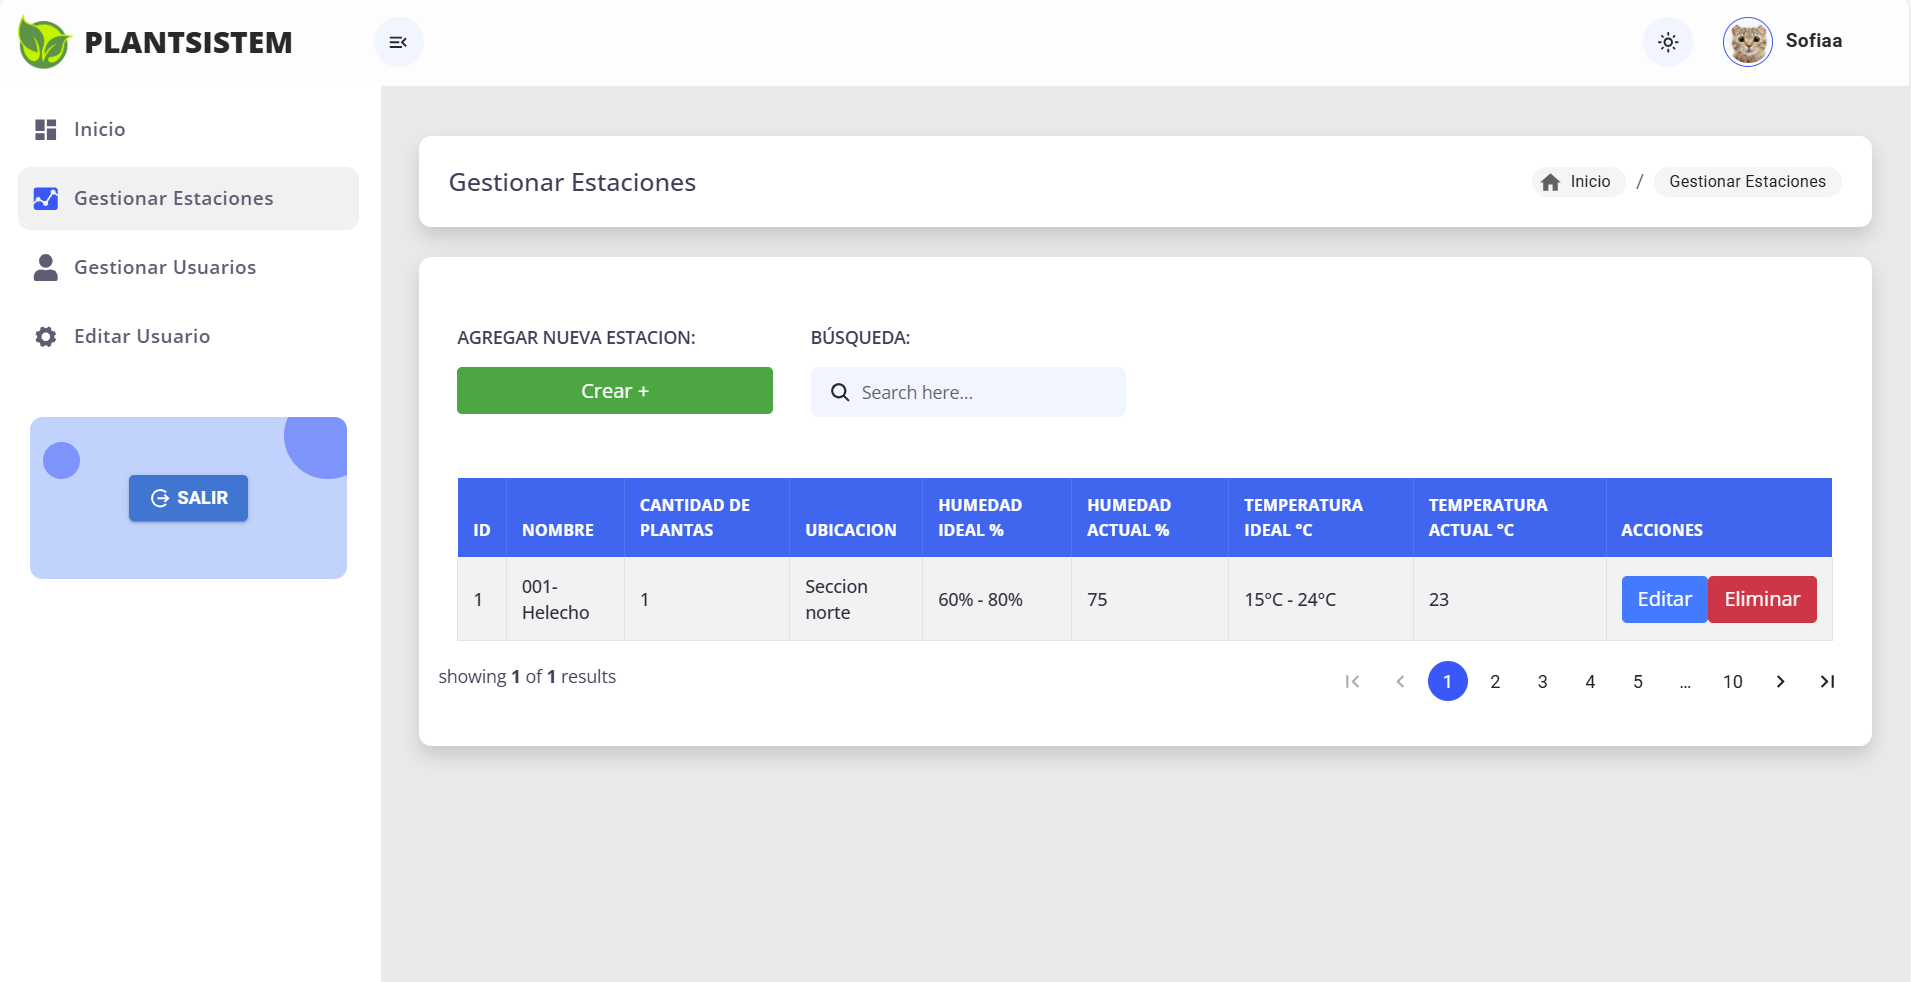 PLANTSISTEM
Sofiaa
Inicio
Gestionar Estaciones
Gestionar Usuarios
Editar Usuario
SALIR
Gestionar Estaciones
Inicio / Gestionar Estaciones
AGREGAR NUEVA ESTACION:
BÚSQUEDA:
Crear +
Search here...
ID NOMBRE CANTIDAD DE PLANTAS UBICACION HUMEDAD IDEAL % HUMEDAD ACTUAL % TEMPERATURA IDEAL °C TEMPERATURA ACTUAL °C ACCIONES
1 001-Helecho 1 Seccion norte 60% - 80% 75 15°C - 24°C 23 Editar Eliminar
showing 1 of 1 results
1 2 3 4 5 ... 10